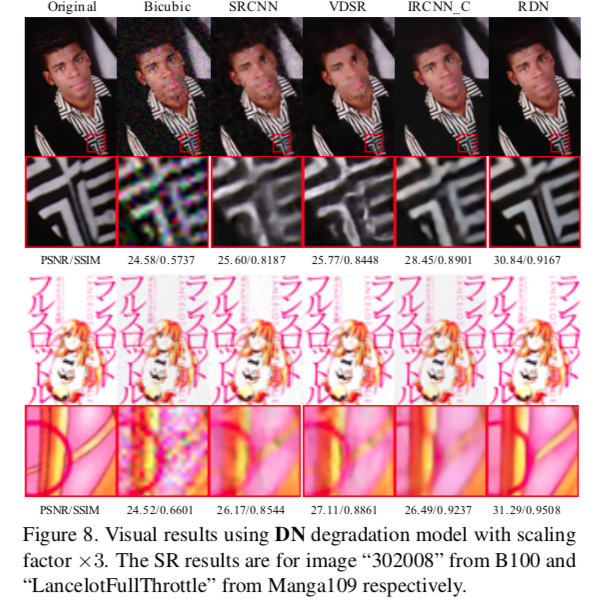 Original Bicubic SRCNN VDSR IRCNN_C RDN
PSNR/SSIM 24.58/0.5737 25.60/0.8187 25.77/0.8448 28.45/0.8901 30.84/0.9167
ランスロット フルスロットル
PSNR/SSIM 24.52/0.6601 26.17/0.8544 27.11/0.8861 26.49/0.9237 31.29/0.9508
Figure 8. Visual results using DN degradation model with scaling
factor ×3. The SR results are for image “302008” from B100 and
“LancelotFullThrottle” from Manga109 respectively.